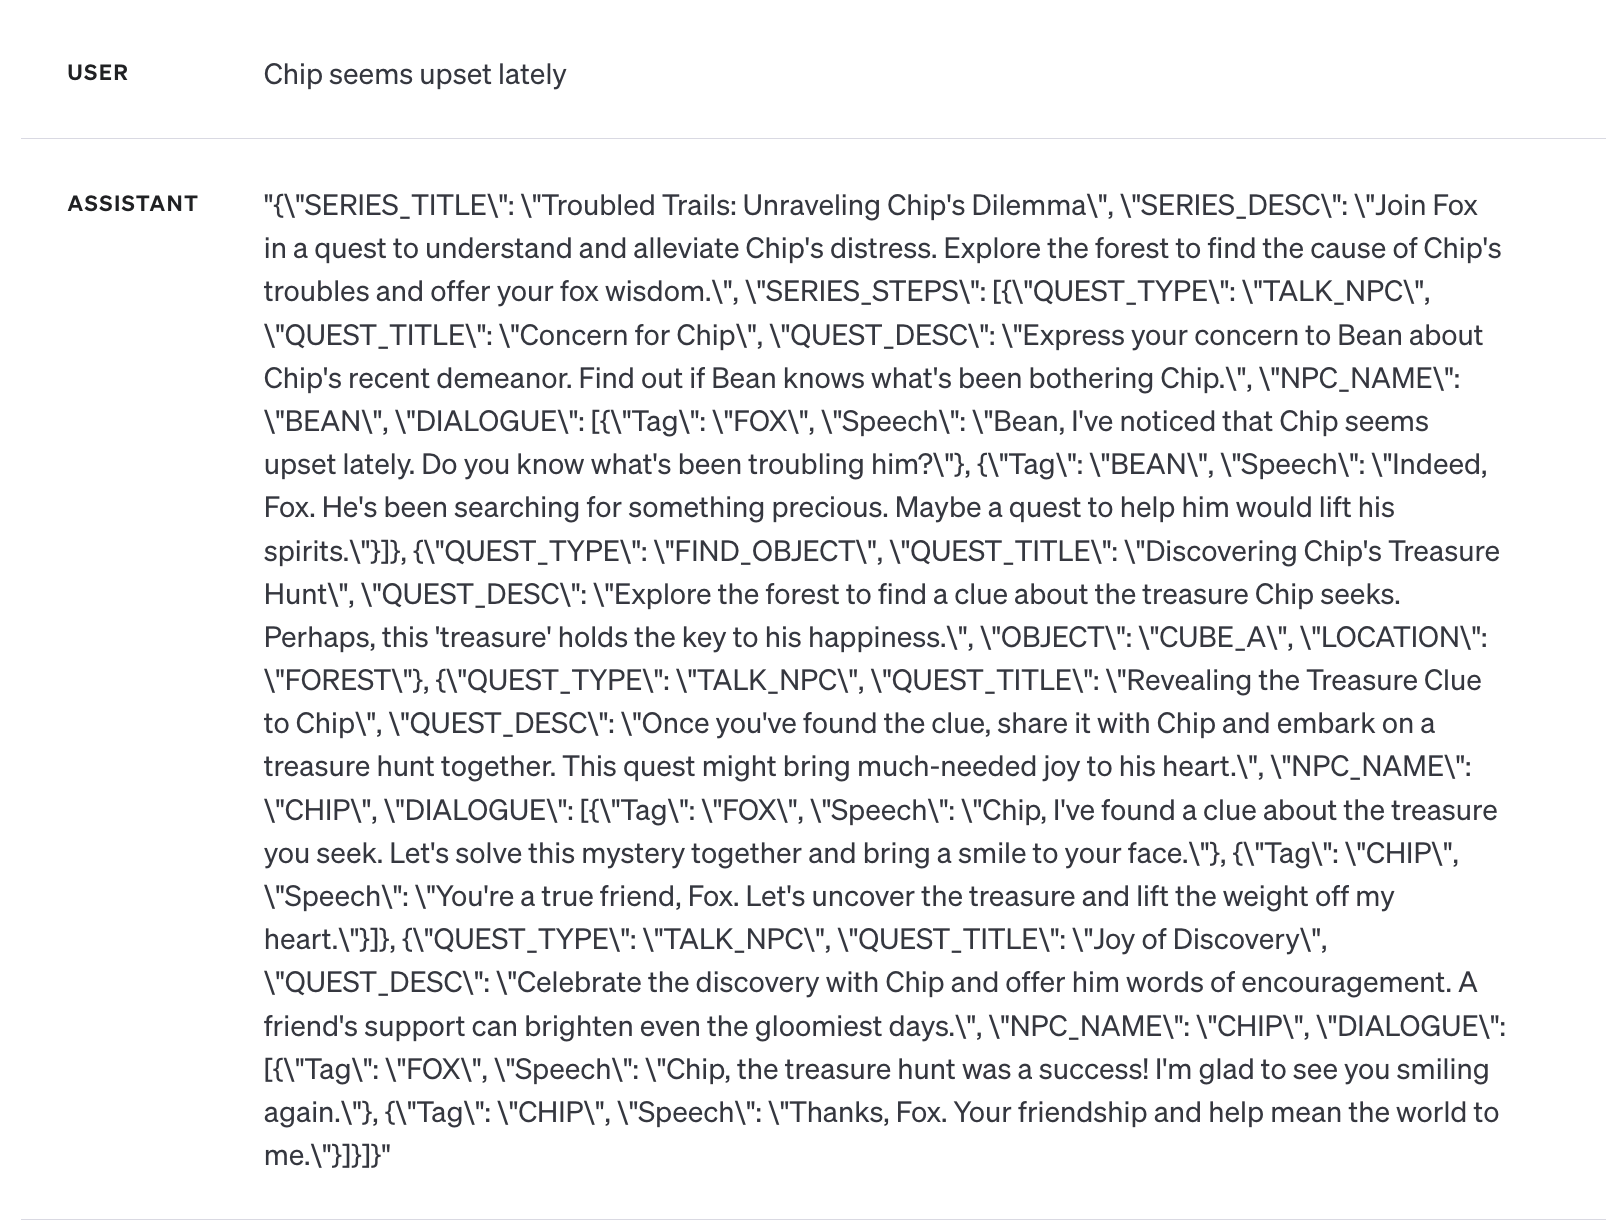 USER
Chip seems upset lately
ASSISTANT
"{\"SERIES_TITLE\": \"Troubled Trails: Unraveling Chip's Dilemma\", \"SERIES_DESC\": \"Join Fox
in a quest to understand and alleviate Chip's distress. Explore the forest to find the cause of Chip's
troubles and offer your fox wisdom.\", \"SERIES_STEPS\": [{\"QUEST_TYPE\": \"TALK_NPC\",
\"QUEST_TITLE\": \"Concern for Chip\", \"QUEST_DESC\": \"Express your concern to Bean about
Chip's recent demeanor. Find out if Bean knows what's been bothering Chip.\", \"NPC_NAME\":
\"BEAN\", \"DIALOGUE\": [{\"Tag\": \"FOX\", \"Speech\": \"Bean, I've noticed that Chip seems
upset lately. Do you know what's been troubling him?\"}, {\"Tag\": \"BEAN\", \"Speech\": \"Indeed,
Fox. He's been searching for something precious. Maybe a quest to help him would lift his
spirits.\"}]}, {\"QUEST_TYPE\": \"FIND_OBJECT\", \"QUEST_TITLE\": \"Discovering Chip's Treasure
Hunt\", \"QUEST_DESC\": \"Explore the forest to find a clue about the treasure Chip seeks.
Perhaps, this 'treasure' holds the key to his happiness.\", \"OBJECT\": \"CUBE_A\", \"LOCATION\":
\"FOREST\"}, {\"QUEST_TYPE\": \"TALK_NPC\", \"QUEST_TITLE\": \"Revealing the Treasure Clue
to Chip\", \"QUEST_DESC\": \"Once you've found the clue, share it with Chip and embark on a
treasure hunt together. This quest might bring much-needed joy to his heart.\", \"NPC_NAME\":
\"CHIP\", \"DIALOGUE\": [{\"Tag\": \"FOX\", \"Speech\": \"Chip, I've found a clue about the treasure
you seek. Let's solve this mystery together and bring a smile to your face.\"}, {\"Tag\": \"CHIP\",
\"Speech\": \"You're a true friend, Fox. Let's uncover the treasure and lift the weight off my
heart.\"}]}, {\"QUEST_TYPE\": \"TALK_NPC\", \"QUEST_TITLE\": \"Joy of Discovery\",
\"QUEST_DESC\": \"Celebrate the discovery with Chip and offer him words of encouragement. A
friend's support can brighten even the gloomiest days.\", \"NPC_NAME\": \"CHIP\", \"DIALOGUE\":
[{\"Tag\": \"FOX\", \"Speech\": \"Chip, the treasure hunt was a success! I'm glad to see you smiling
again.\"}, {\"Tag\": \"CHIP\", \"Speech\": \"Thanks, Fox. Your friendship and help mean the world to
me.\"}]}]}"